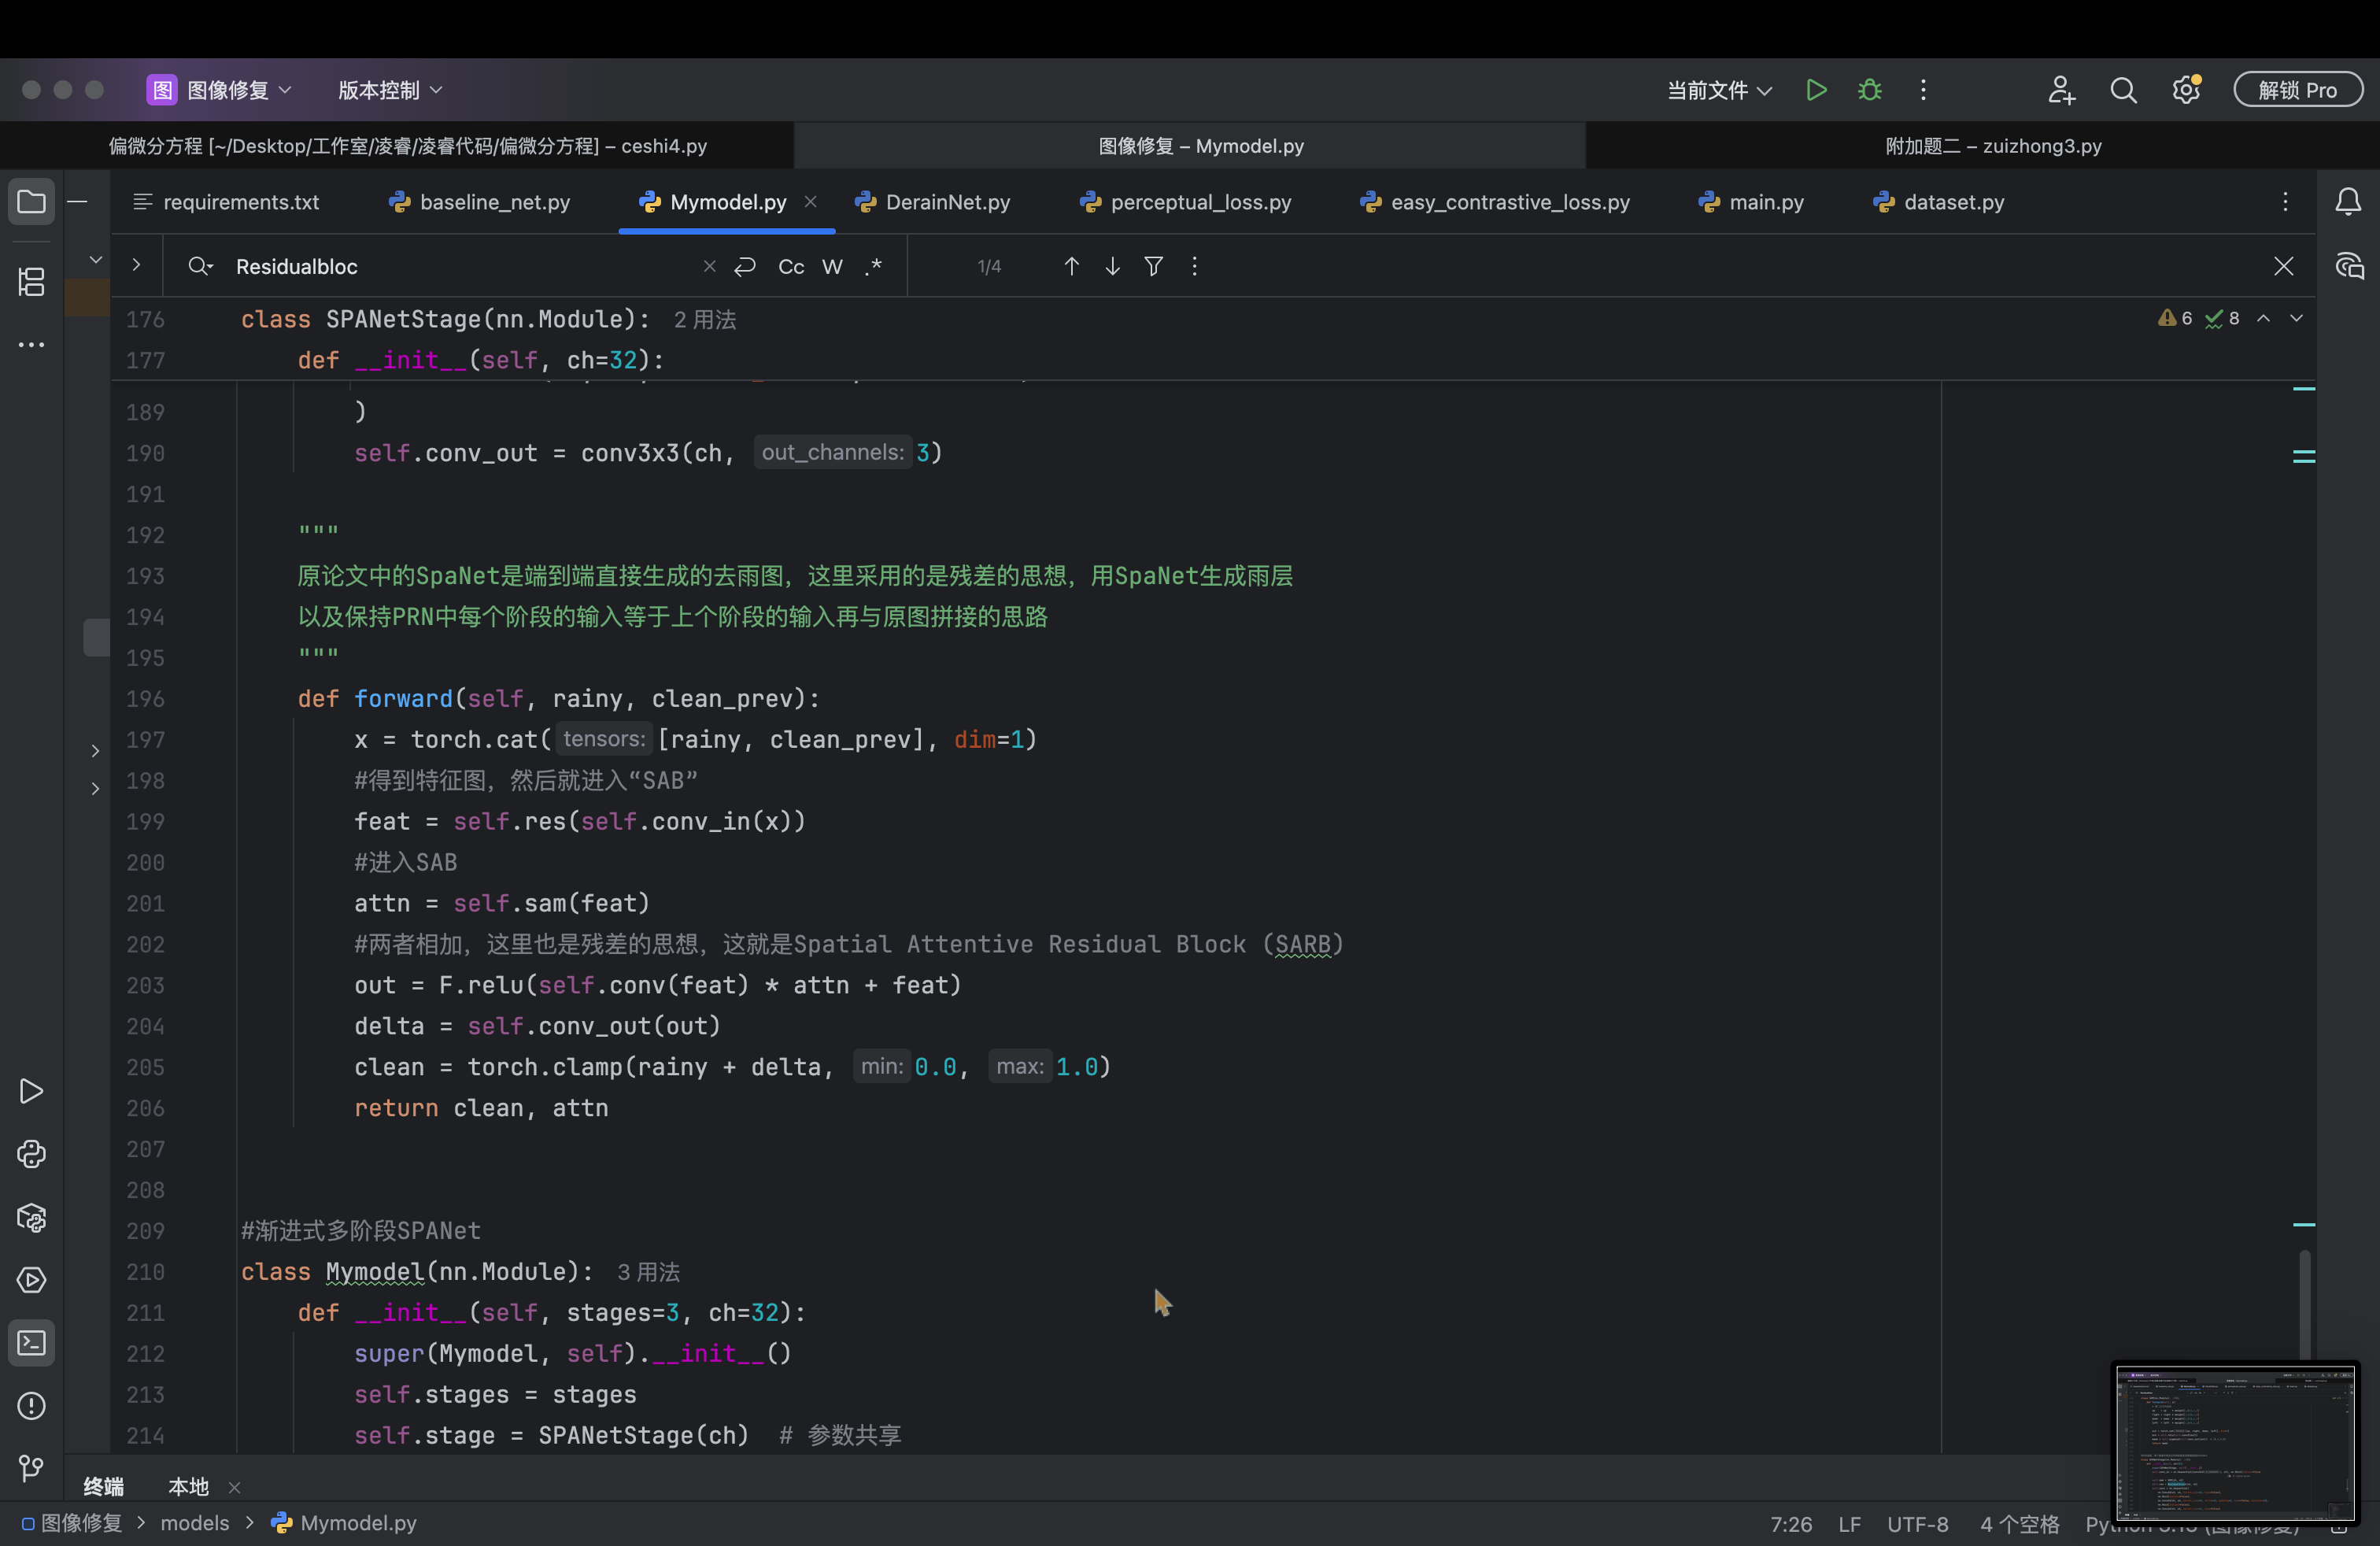 图 图像修复 版本控制 当前文件 解锁 Pro
偏微分方程 [~/Desktop/工作室/凌睿/凌睿代码/偏微分方程] – ceshi4.py 图像修复 – Mymodel.py 附加题二 – zuizhong3.py
requirements.txt baseline_net.py Mymodel.py DerainNet.py perceptual_loss.py easy_contrastive_loss.py main.py dataset.py
Residualbloc Cc W .* 1/4
176 class SPANetStage(nn.Module): 2 用法 6 8
177 def __init__(self, ch=32):
189 )
190 self.conv_out = conv3x3(ch, out_channels: 3)
191
192 """
193 原论文中的SpaNet是端到端直接生成的去雨图，这里采用的是残差的思想，用SpaNet生成雨层
194 以及保持PRN中每个阶段的输入等于上个阶段的输入再与原图拼接的思路
195 """
196 def forward(self, rainy, clean_prev):
197 x = torch.cat( tensors: [rainy, clean_prev], dim=1)
198 #得到特征图，然后就进入“SAB”
199 feat = self.res(self.conv_in(x))
200 #进入SAB
201 attn = self.sam(feat)
202 #两者相加，这里也是残差的思想，这就是Spatial Attentive Residual Block (SARB)
203 out = F.relu(self.conv(feat) * attn + feat)
204 delta = self.conv_out(out)
205 clean = torch.clamp(rainy + delta, min: 0.0, max: 1.0)
206 return clean, attn
207
208
209 #渐进式多阶段SPANet
210 class Mymodel(nn.Module): 3 用法
211 def __init__(self, stages=3, ch=32):
212 super(Mymodel, self).__init__()
213 self.stages = stages
214 self.stage = SPANetStage(ch) # 参数共享
终端 本地
图像修复 > models > Mymodel.py 7:26 LF UTF-8 4 个空格